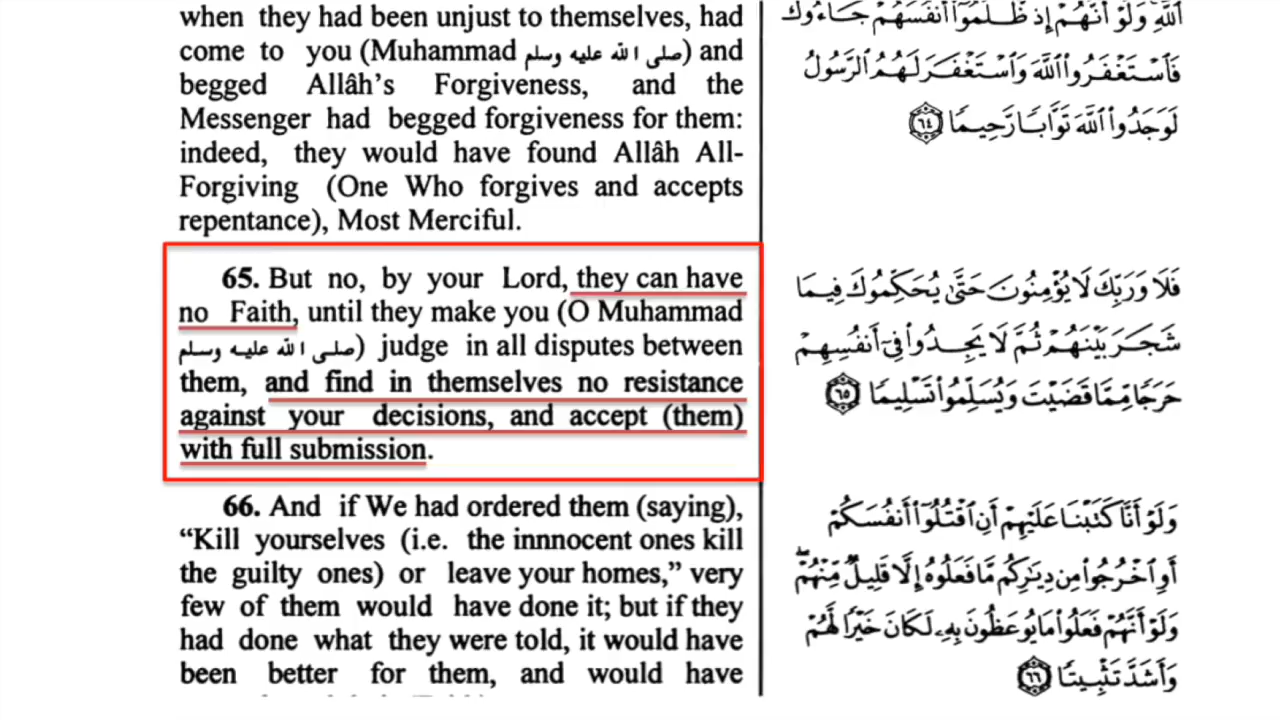 when they had been unjust to themselves, had
come to you (Muhammad صلى الله عليه وسلم) and
begged Allâh's Forgiveness, and the
Messenger had begged forgiveness for them:
indeed, they would have found Allâh All-
Forgiving (One Who forgives and accepts
repentance), Most Merciful.
65. But no, by your Lord, they can have
no Faith, until they make you (O Muhammad
صلى الله عليه وسلم) judge in all disputes between
them, and find in themselves no resistance
against your decisions, and accept (them)
with full submission.
66. And if We had ordered them (saying),
“Kill yourselves (i.e. the innnocent ones kill
the guilty ones) or leave your homes,” very
few of them would have done it; but if they
had done what they were told, it would have
been better for them, and would have
ٱللَّهِ وَلَوْ أَنَّهُمْ إِذ ظَّلَمُوٓا۟ أَنفُسَهُمْ جَآءُوكَ
فَٱسْتَغْفَرُوا۟ ٱللَّهَ وَٱسْتَغْفَرَ لَهُمُ ٱلرَّسُولُ
لَوَجَدُوا۟ ٱللَّهَ تَوَّابًا رَّحِيمًا ٦٤
فَلَا وَرَبِّكَ لَا يُؤْمِنُونَ حَتَّىٰ يُحَكِّمُوكَ فِيمَا
شَجَرَ بَيْنَهُمْ ثُمَّ لَا يَجِدُوا۟ فِىٓ أَنفُسِهِمْ
حَرَجًا مِّمَّا قَضَيْتَ وَيُسَلِّمُوا۟ تَسْلِيمًا ٦٥
وَلَوْ أَنَّا كَتَبْنَا عَلَيْهِمْ أَنِ ٱقْتُلُوٓا۟ أَنفُسَكُمْ
أَوِ ٱخْرُجُوا۟ مِن دِيَٰرِكُم مَّا فَعَلُوهُ إِلَّا قَلِيلٌ مِّنْهُمْ ۖ
وَلَوْ أَنَّهُمْ فَعَلُوا۟ مَا يُوعَظُونَ بِهِۦ لَكَانَ خَيْرًا لَّهُمْ
وَأَشَدَّ تَثْبِيتًا ٦٦